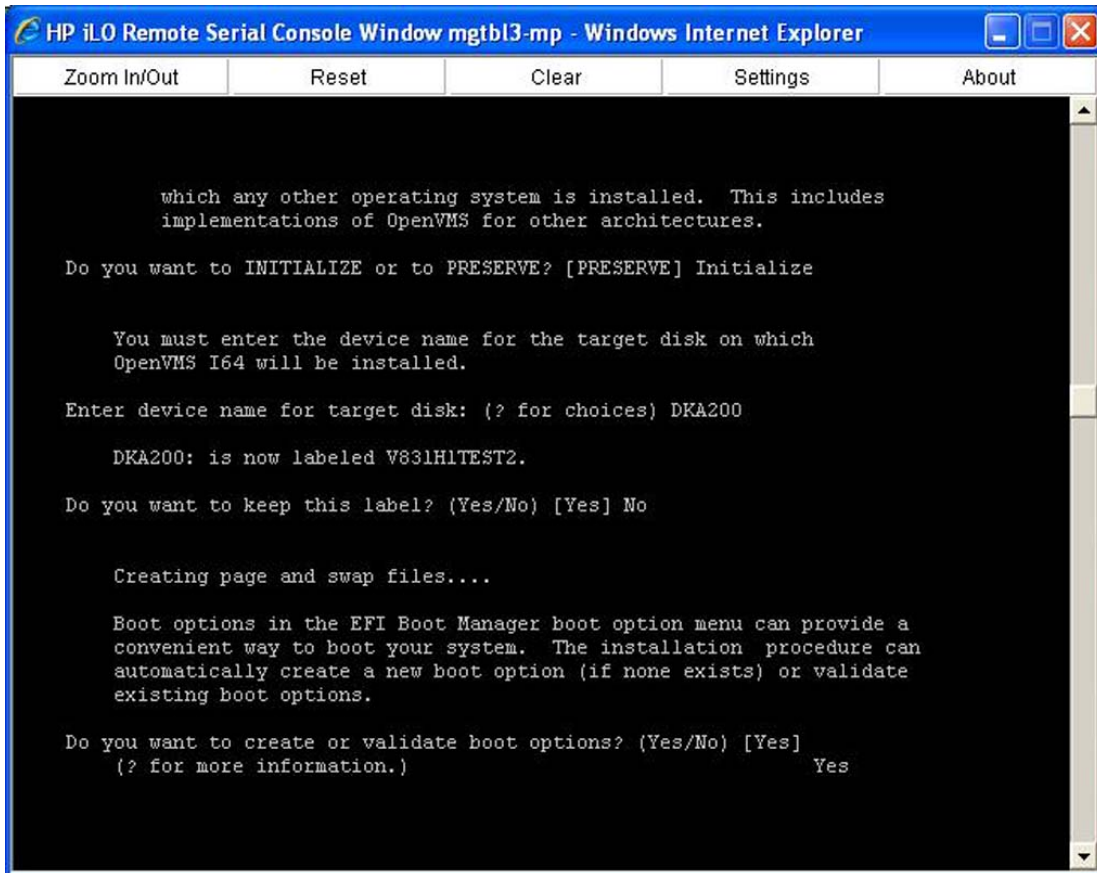 HP iLO Remote Serial Console Window mgtbl3-mp - Windows Internet Explorer
Zoom In/Out Reset Clear Settings About
which any other operating system is installed. This includes
implementations of OpenVMS for other architectures.
Do you want to INITIALIZE or to PRESERVE? [PRESERVE] Initialize
You must enter the device name for the target disk on which
OpenVMS I64 will be installed.
Enter device name for target disk: (? for choices) DKA200
DKA200: is now labeled V831H1TEST2.
Do you want to keep this label? (Yes/No) [Yes] No
Creating page and swap files....
Boot options in the EFI Boot Manager boot option menu can provide a
convenient way to boot your system. The installation procedure can
automatically create a new boot option (if none exists) or validate
existing boot options.
Do you want to create or validate boot options? (Yes/No) [Yes]
(? for more information.) Yes